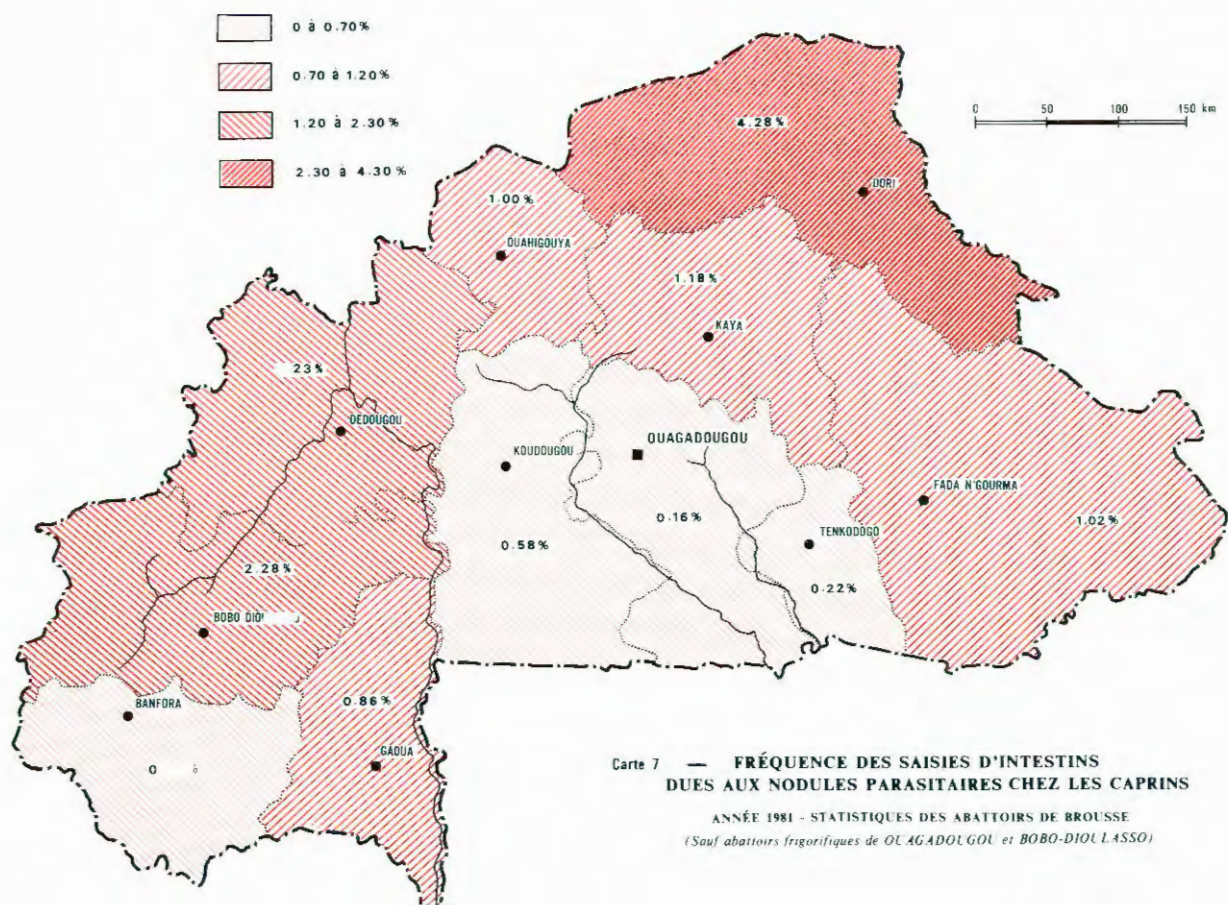 0 à 0.70%
0.70 à 1.20%
1.20 à 2.30%
2.30 à 4.30%
0 50 100 150 km
4.28%
DORI
1.00%
OUAHIGOUYA
1.18%
KAYA
23%
DEDOUGOU
KOUDOUGOU
OUAGADOUGOU
FADA N'GOURMA
0.16%
1.02%
TENKODOGO
0.58%
2.28%
0.22%
BOBO
BANFORA
0.86%
GAOUA
0
Carte 7 — FRÉQUENCE DES SAISIES D'INTESTINS
DUES AUX NODULES PARASITAIRES CHEZ LES CAPRINS
ANNÉE 1981 - STATISTIQUES DES ABATTOIRS DE BROUSSE
(Sauf abattoirs frigorifiques de OUAGADOUGOU et BOBO-DIOULASSO)